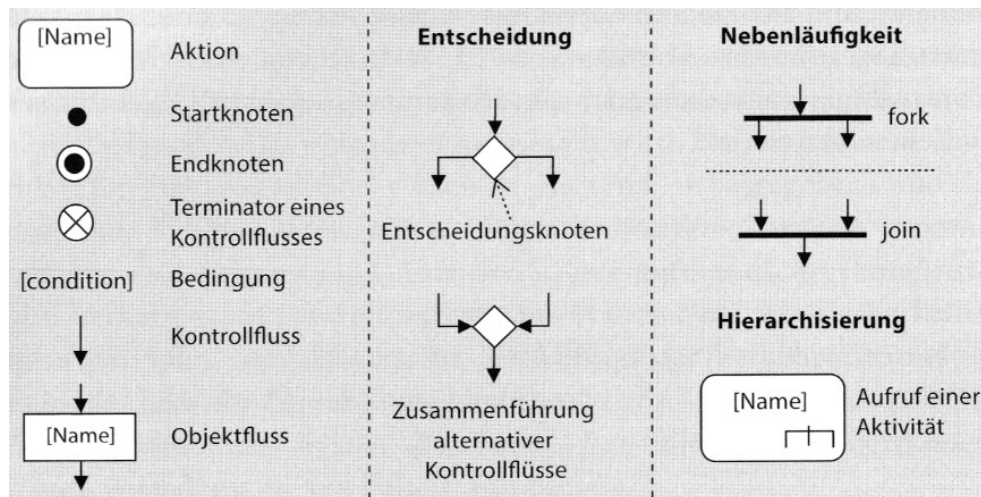 [Name]
Aktion
Startknoten
Endknoten
Terminator eines
Kontrollflusses
[condition]
Bedingung
Kontrollfluss
[Name]
Objektfluss
Entscheidung
Entscheidungsknoten
Zusammenführung
alternativer
Kontrollflüsse
Nebenläufigkeit
fork
join
Hierarchisierung
[Name]
Aufruf einer
Aktivität